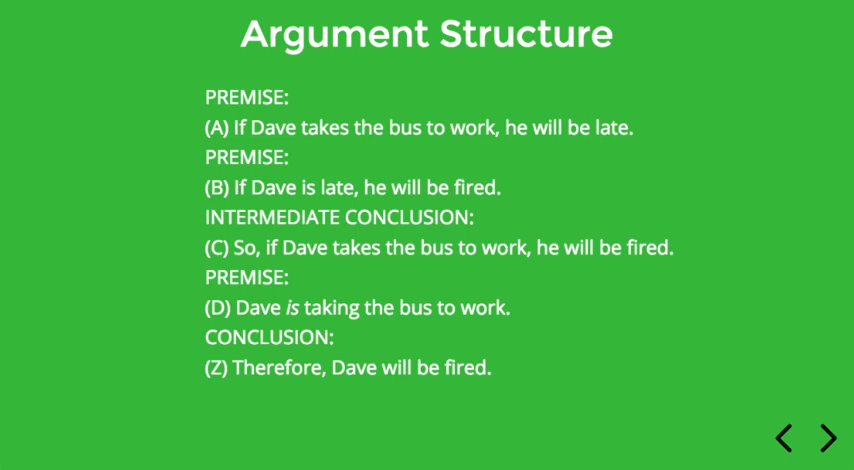 Argument Structure
PREMISE:
(A) If Dave takes the bus to work, he will be late.
PREMISE:
(B) If Dave is late, he will be fired.
INTERMEDIATE CONCLUSION:
(C) So, if Dave takes the bus to work, he will be fired.
PREMISE:
(D) Dave is taking the bus to work.
CONCLUSION:
(Z) Therefore, Dave will be fired.